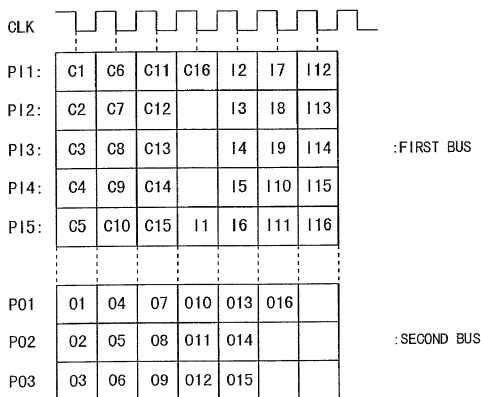 CLK
PI1: C1 C6 C11 C16 I2 I7 I12
PI2: C2 C7 C12 I3 I8 I13
PI3: C3 C8 C13 I4 I9 I14 :FIRST BUS
PI4: C4 C9 C14 I5 I10 I15
PI5: C5 C10 C15 I1 I6 I11 I16
PO1 O1 O4 O7 O10 O13 O16
PO2 O2 O5 O8 O11 O14 :SECOND BUS
PO3 O3 O6 O9 O12 O15